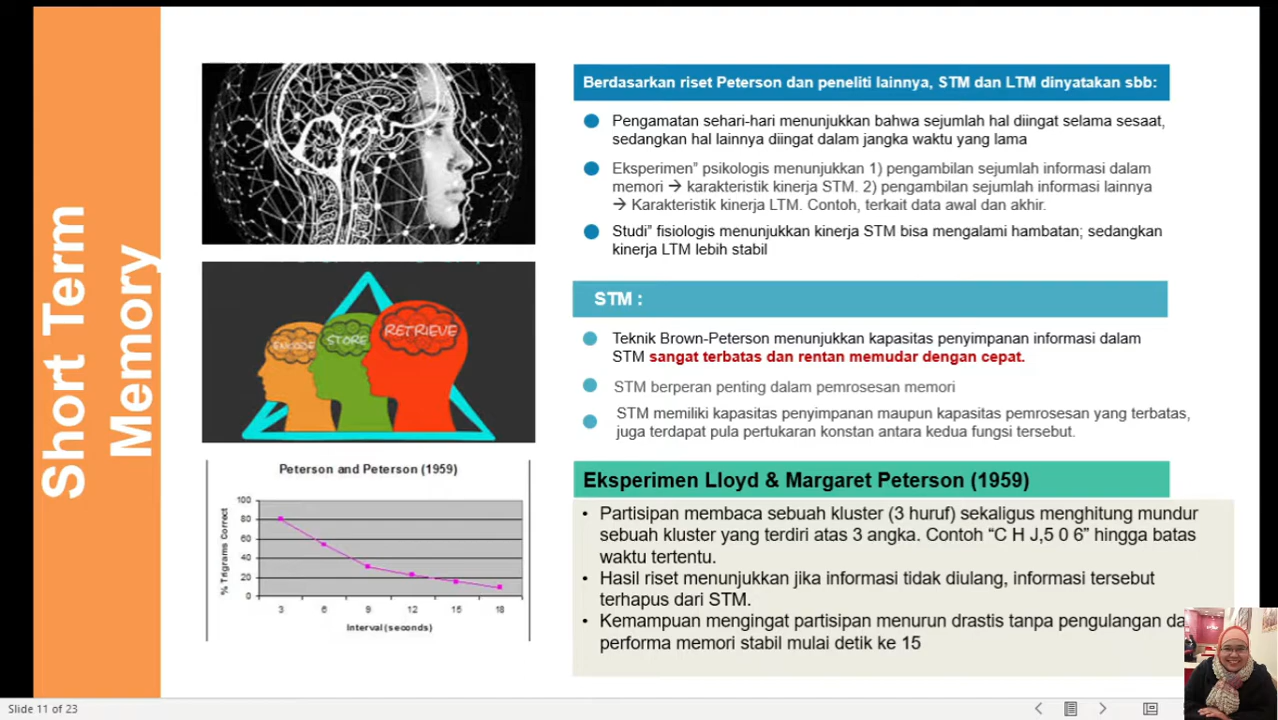 Short Term
Memory
Berdasarkan riset Peterson dan peneliti lainnya, STM dan LTM dinyatakan sbb:
Pengamatan sehari-hari menunjukkan bahwa sejumlah hal diingat selama sesaat,
sedangkan hal lainnya diingat dalam jangka waktu yang lama
Eksperimen” psikologis menunjukkan 1) pengambilan sejumlah informasi dalam
memori → karakteristik kinerja STM. 2) pengambilan sejumlah informasi lainnya
→ Karakteristik kinerja LTM. Contoh, terkait data awal dan akhir.
Studi” fisiologis menunjukkan kinerja STM bisa mengalami hambatan; sedangkan
kinerja LTM lebih stabil
ENCODE
STORE
RETRIEVE
STM :
Teknik Brown-Peterson menunjukkan kapasitas penyimpanan informasi dalam
STM sangat terbatas dan rentan memudar dengan cepat.
STM berperan penting dalam pemrosesan memori
STM memiliki kapasitas penyimpanan maupun kapasitas pemrosesan yang terbatas,
juga terdapat pula pertukaran konstan antara kedua fungsi tersebut.
Peterson and Peterson (1959)
% Trigrams Correct
100
80
60
40
20
0
3 6 9 12 15 18
Interval (seconds)
Eksperimen Lloyd & Margaret Peterson (1959)
• Partisipan membaca sebuah kluster (3 huruf) sekaligus menghitung mundur
sebuah kluster yang terdiri atas 3 angka. Contoh “C H J,5 0 6” hingga batas
waktu tertentu.
• Hasil riset menunjukkan jika informasi tidak diulang, informasi tersebut
terhapus dari STM.
• Kemampuan mengingat partisipan menurun drastis tanpa pengulangan da
performa memori stabil mulai detik ke 15
Slide 11 of 23